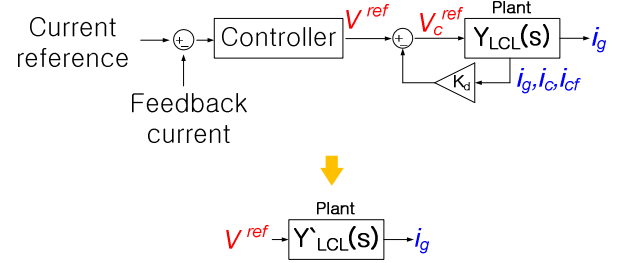 Current
reference
+
-
Controller
V ref
+
-
Vc ref
Plant
YLCL(s)
ig
Kd
ig,ic,icf
Feedback
current
Plant
V ref
Y`LCL(s)
ig